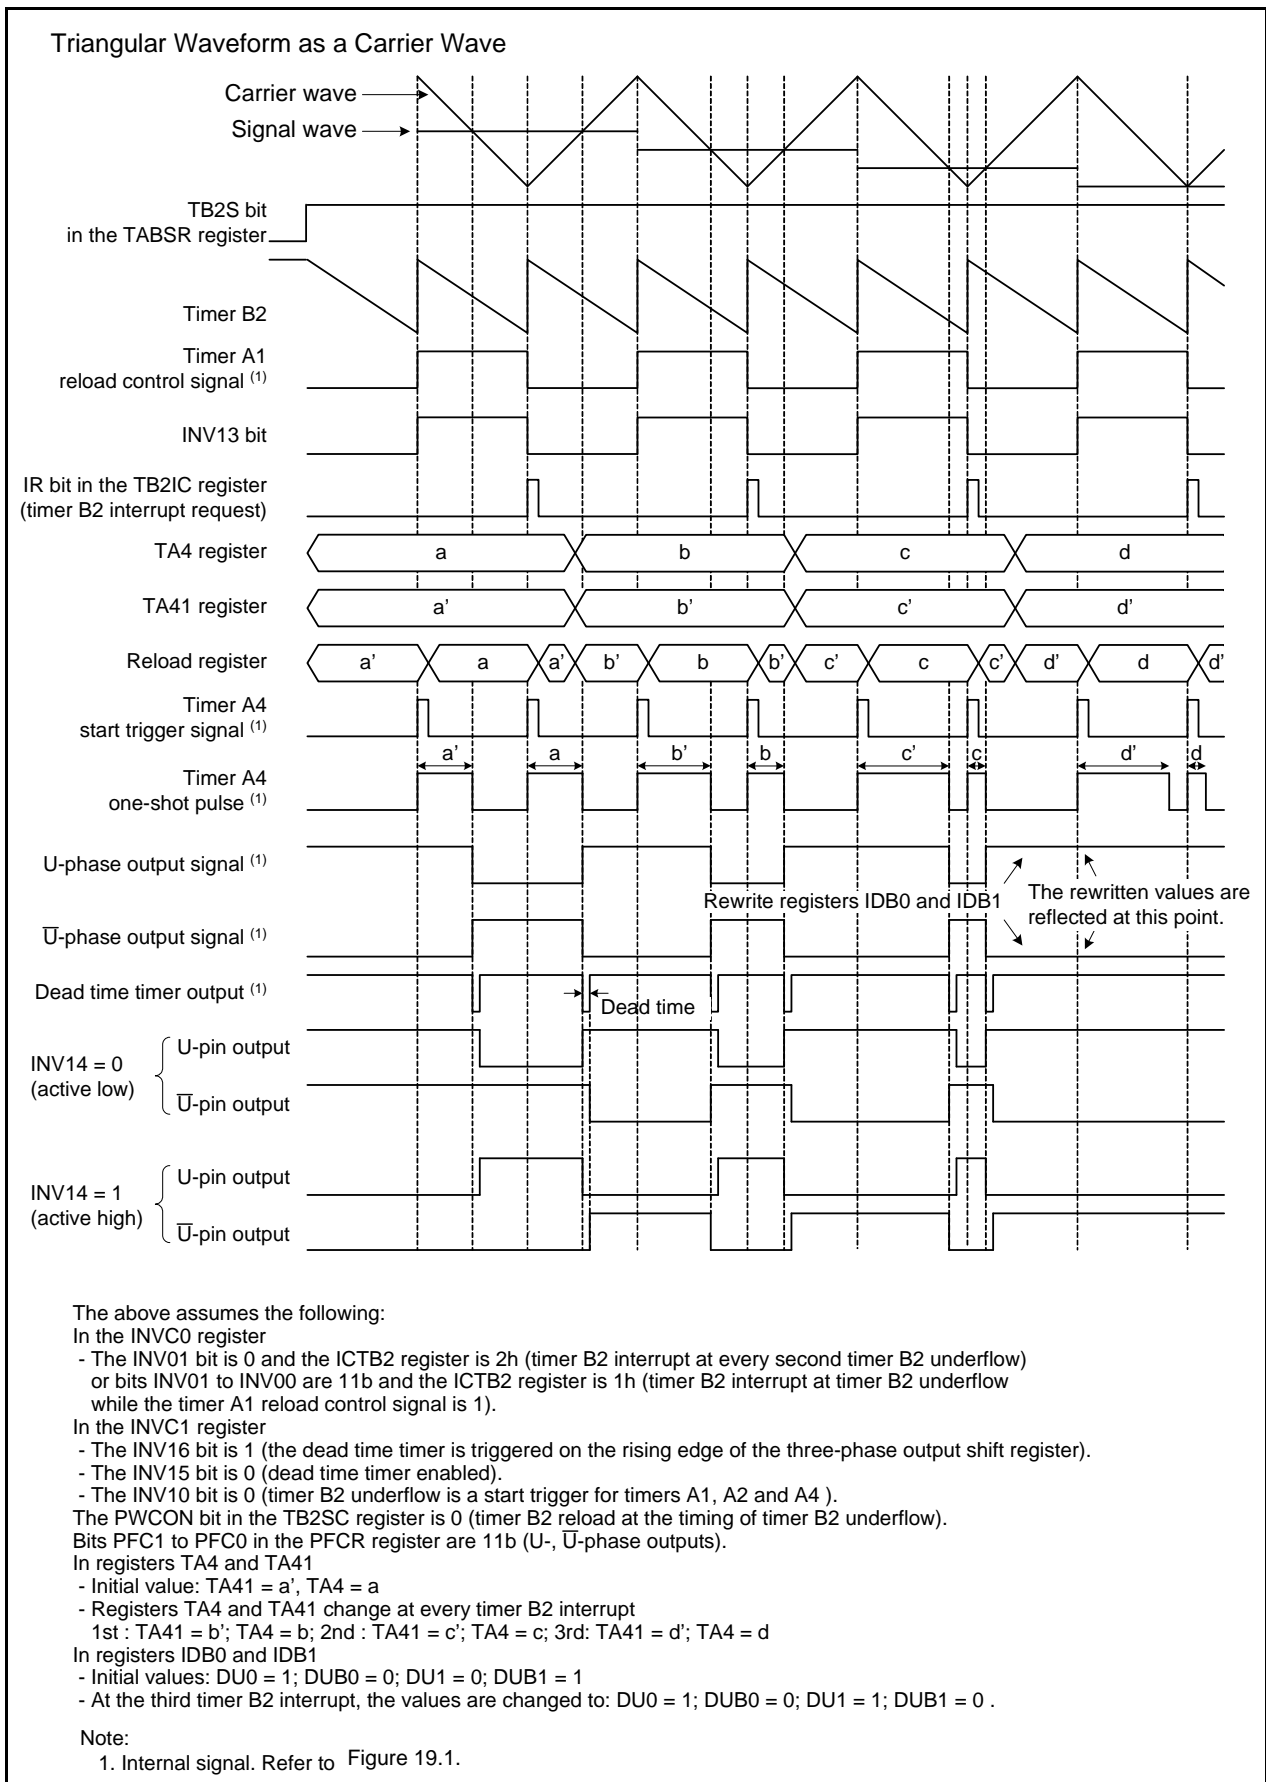 Triangular Waveform as a Carrier Wave
Carrier wave
Signal wave
TB2S bit
in the TABSR register
Timer B2
Timer A1
reload control signal (1)
INV13 bit
IR bit in the TB2IC register
(timer B2 interrupt request)
TA4 register
a b c d
TA41 register
a’ b’ c’ d’
Reload register
a’ a a’ b’ b b’ c’ c c’ d’ d d’
Timer A4
start trigger signal (1)
a’ a b’ b c’ c d’ d
Timer A4
one-shot pulse (1)
U-phase output signal (1)
Rewrite registers IDB0 and IDB1
The rewritten values are
reflected at this point.
U̅-phase output signal (1)
Dead time timer output (1)
Dead time
INV14 = 0
(active low)
U-pin output
U̅-pin output
INV14 = 1
(active high)
U-pin output
U̅-pin output
The above assumes the following:
In the INVC0 register
- The INV01 bit is 0 and the ICTB2 register is 2h (timer B2 interrupt at every second timer B2 underflow)
or bits INV01 to INV00 are 11b and the ICTB2 register is 1h (timer B2 interrupt at timer B2 underflow
while the timer A1 reload control signal is 1).
In the INVC1 register
- The INV16 bit is 1 (the dead time timer is triggered on the rising edge of the three-phase output shift register).
- The INV15 bit is 0 (dead time timer enabled).
- The INV10 bit is 0 (timer B2 underflow is a start trigger for timers A1, A2 and A4 ).
The PWCON bit in the TB2SC register is 0 (timer B2 reload at the timing of timer B2 underflow).
Bits PFC1 to PFC0 in the PFCR register are 11b (U-, U̅-phase outputs).
In registers TA4 and TA41
- Initial value: TA41 = a’, TA4 = a
- Registers TA4 and TA41 change at every timer B2 interrupt
1st : TA41 = b’; TA4 = b; 2nd : TA41 = c’; TA4 = c; 3rd: TA41 = d’; TA4 = d
In registers IDB0 and IDB1
- Initial values: DU0 = 1; DUB0 = 0; DU1 = 0; DUB1 = 1
- At the third timer B2 interrupt, the values are changed to: DU0 = 1; DUB0 = 0; DU1 = 1; DUB1 = 0 .
Note:
1. Internal signal. Refer to Figure 19.1.